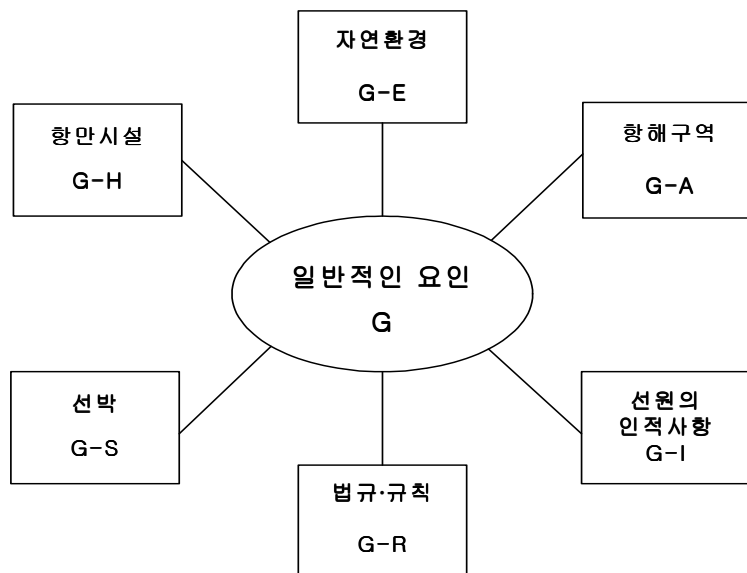 자연환경
G-E
항만시설
G-H
항해구역
G-A
일반적인 요인
G
선박
G-S
선원의
인적사항
G-I
법규·규칙
G-R